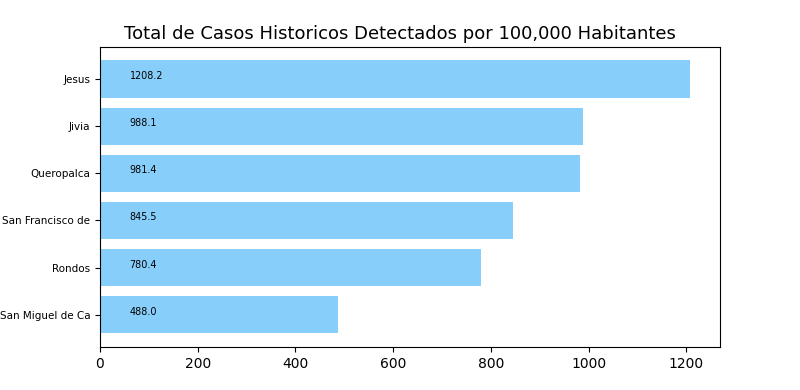 Total de Casos Historicos Detectados por 100,000 Habitantes
Jesus 1208.2
Jivia 988.1
Queropalca 981.4
San Francisco de 845.5
Rondos 780.4
San Miguel de Ca 488.0
0 200 400 600 800 1000 1200